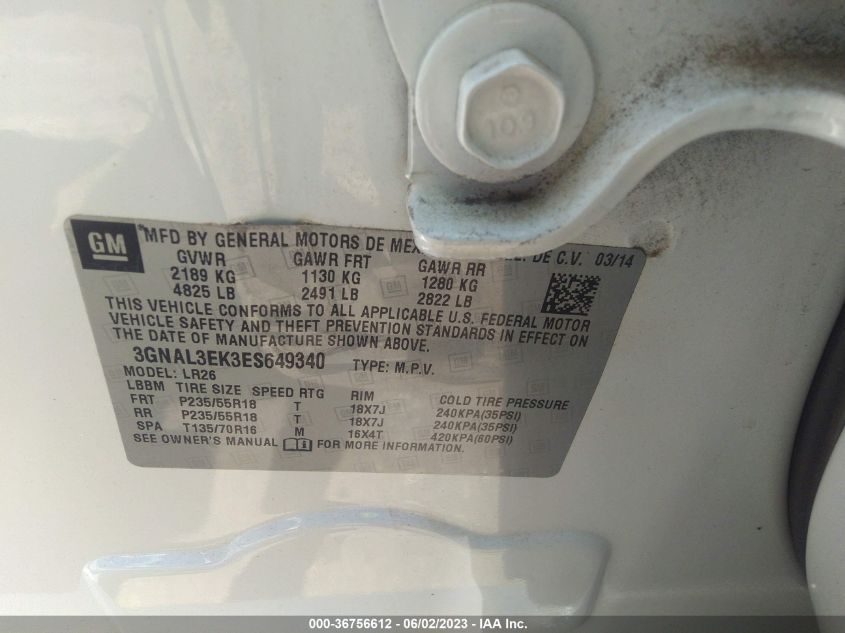 10.9
GM
MFD BY GENERAL MOTORS DE MEX DE C.V. 03/14
GVWR GAWR FRT GAWR RR
2189 KG 1130 KG 1280 KG
4825 LB 2491 LB 2822 LB
THIS VEHICLE CONFORMS TO ALL APPLICABLE U.S. FEDERAL MOTOR
VEHICLE SAFETY AND THEFT PREVENTION STANDARDS IN EFFECT ON
THE DATE OF MANUFACTURE SHOWN ABOVE.
3GNAL3EK3ES649340 TYPE: M.P.V.
MODEL: LR26
LBBM TIRE SIZE SPEED RTG RIM COLD TIRE PRESSURE
FRT P235/55R18 T 18X7J 240KPA(35PSI)
RR P235/55R18 T 18X7J 240KPA(35PSI)
SPA T135/70R16 M 16X4T 420KPA(60PSI)
SEE OWNER'S MANUAL FOR MORE INFORMATION.
000-36756612 - 06/02/2023 - IAA Inc.